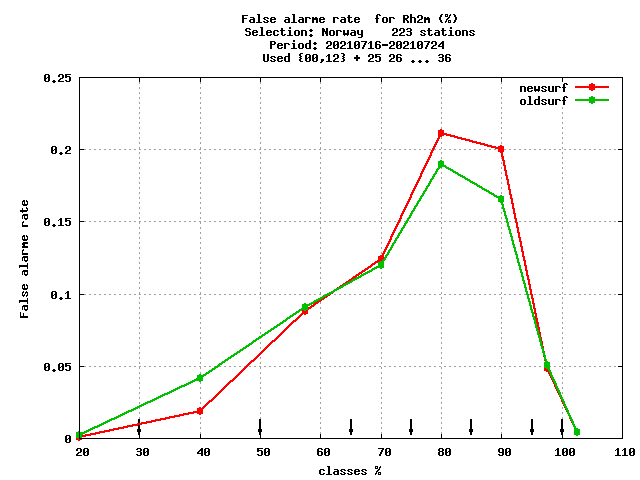 False alarme rate  for Rh2m (%)
Selection: Norway    223 stations
Period: 20210716-20210724
Used {00,12} + 25 26 ... 36
newsurf
oldsurf
False alarme rate
0.25
0.2
0.15
0.1
0.05
0
20 30 40 50 60 70 80 90 100 110
classes %